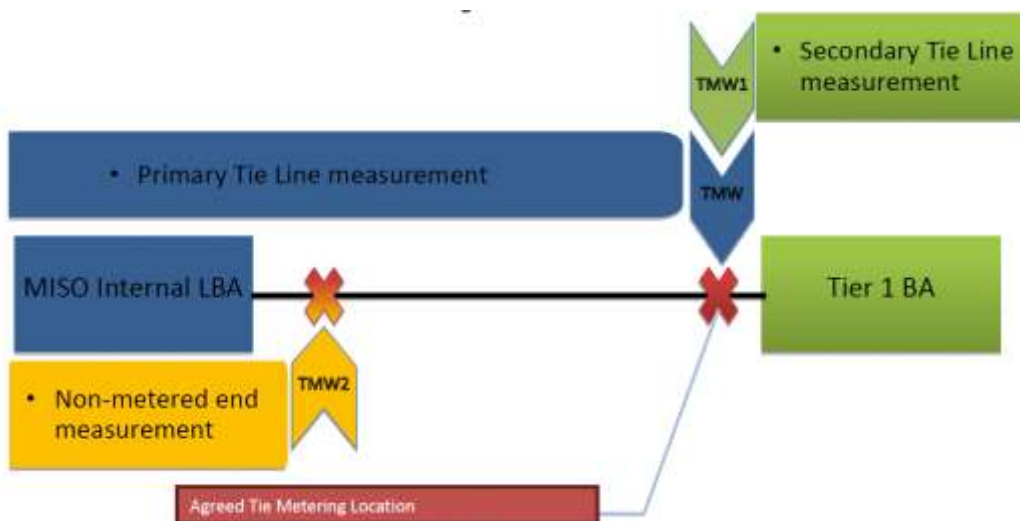 • Secondary Tie Line
measurement
TMW1
• Primary Tie Line measurement
TMW
MISO Internal LBA
Tier 1 BA
• Non-metered end
measurement
TMW2
Agreed Tie Metering Location